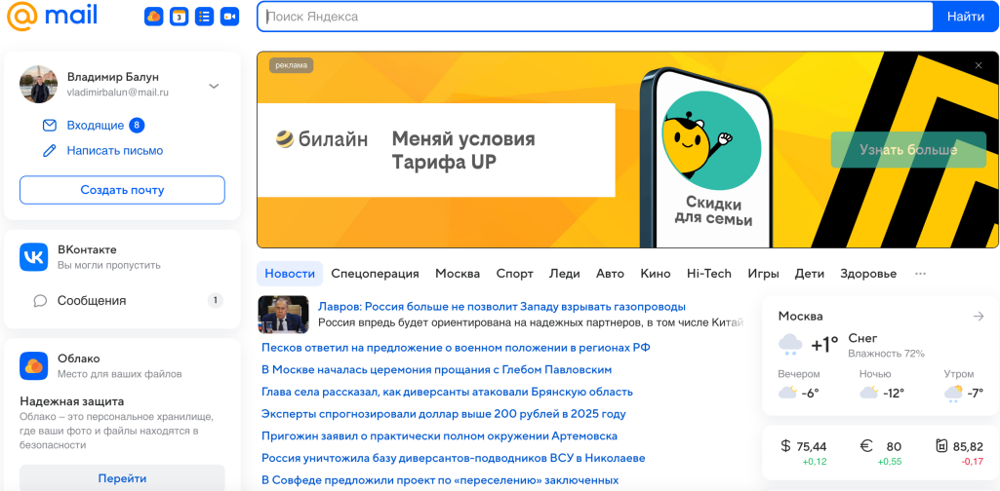 mail
3
Поиск Яндекса
Найти
Владимир Балун
vladimirbalun@mail.ru
Входящие 8
Написать письмо
Создать почту
ВКонтакте
Вы могли пропустить
Сообщения 1
Облако
Место для ваших файлов
Надежная защита
Облако – это персональное хранилище,
где ваши фото и файлы находятся в
безопасности
Перейти
реклама
билайн
Меняй условия
Тарифа UP
Скидки
для семьи
Узнать больше
Новости Спецоперация Москва Спорт Леди Авто Кино Hi-Tech Игры Дети Здоровье ...
Лавров: Россия больше не позволит Западу взрывать газопроводы
Россия впредь будет ориентирована на надежных партнеров, в том числе Китай
Песков ответил на предложение о военном положении в регионах РФ
В Москве началась церемония прощания с Глебом Павловским
Глава села рассказал, как диверсанты атаковали Брянскую область
Эксперты спрогнозировали доллар выше 200 рублей в 2025 году
Пригожин заявил о практически полном окружении Артемовска
Россия уничтожила базу диверсантов-подводников ВСУ в Николаеве
В Совфеде предложили проект по «переселению» заключенных
Москва
+1°
Снег
Влажность 72%
Вечером Ночью Утром
-6° -12° -7°
$ 75,44 € 80 85,82
+0,12 +0,55 -0,17